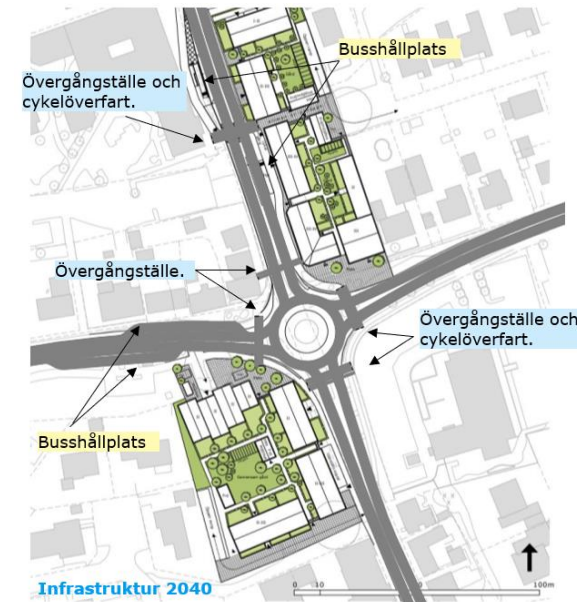 Busshållplats
Övergångställe och
cykelöverfart.
Övergångställe.
Övergångställe och
cykelöverfart.
Busshållplats
Infrastruktur 2040
0 10 100m